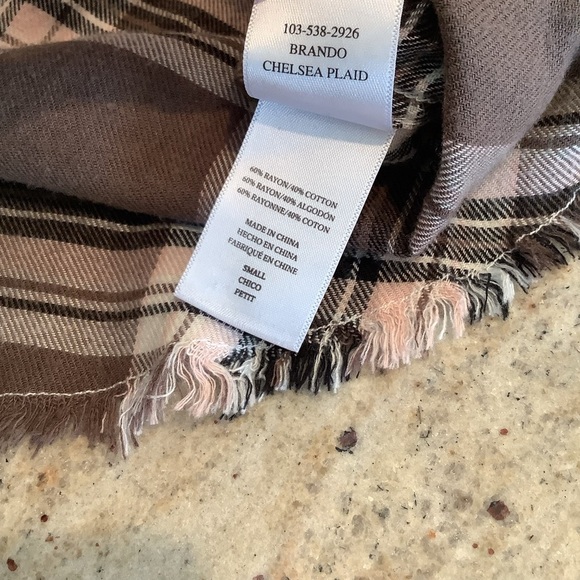 103-538-2926
BRANDO
CHELSEA PLAID
60% RAYON/40% COTTON
60% RAYON/40% ALGODÓN
60% RAYONNE/40% COTON
MADE IN CHINA
HECHO EN CHINA
FABRIQUÉ EN CHINE
SMALL
CHICO
PETIT